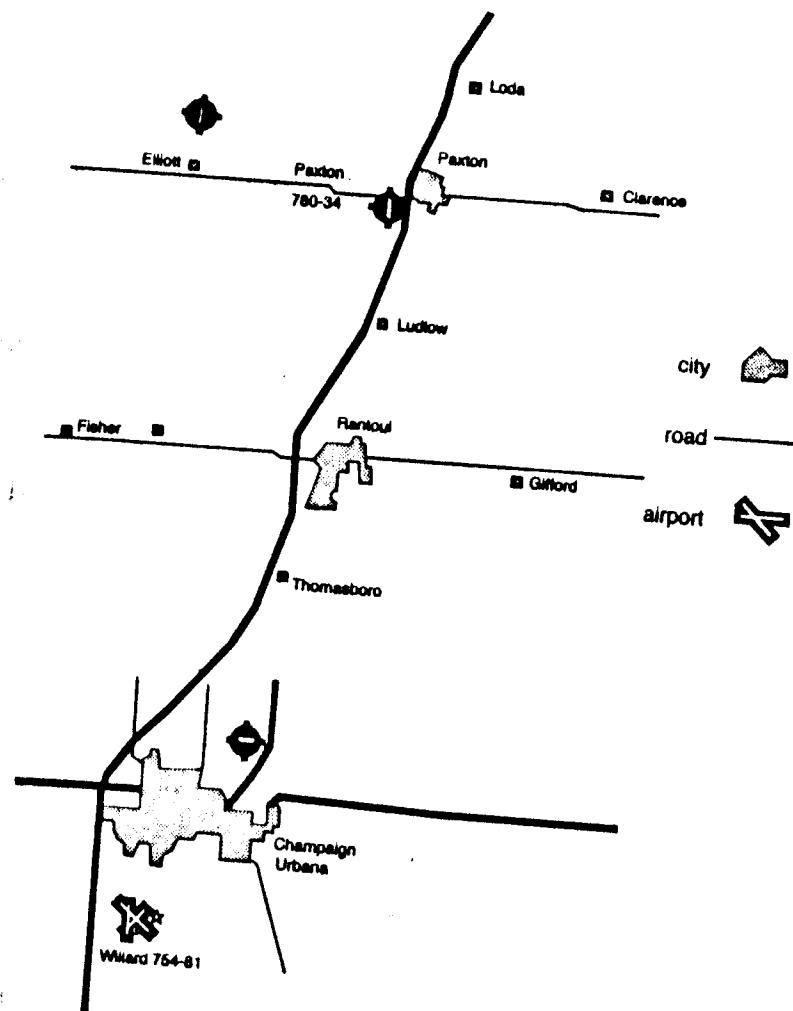 Loda
Elliott
Paxton
780-34
Paxton
Clarence
Ludlow
city
Fisher
Rantoul
road
Gifford
airport
Thomasboro
Champaign
Urbana
Willard 754-81